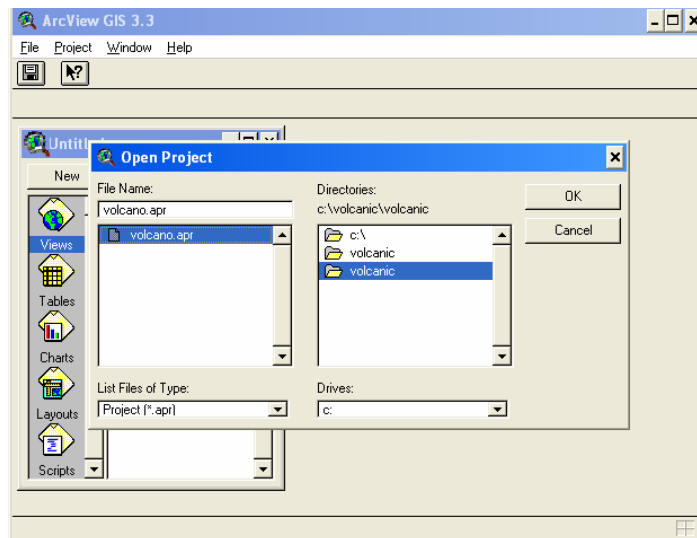 ArcView GIS 3.3
File Project Window Help
Open Project
New
Views
Tables
Charts
Layouts
Scripts
File Name:
volcano.apr
volcano.apr
List Files of Type:
Project (*.apr)
Directories:
c:\volcanic\volcanic
c:\
volcanic
volcanic
Drives:
c:
OK
Cancel